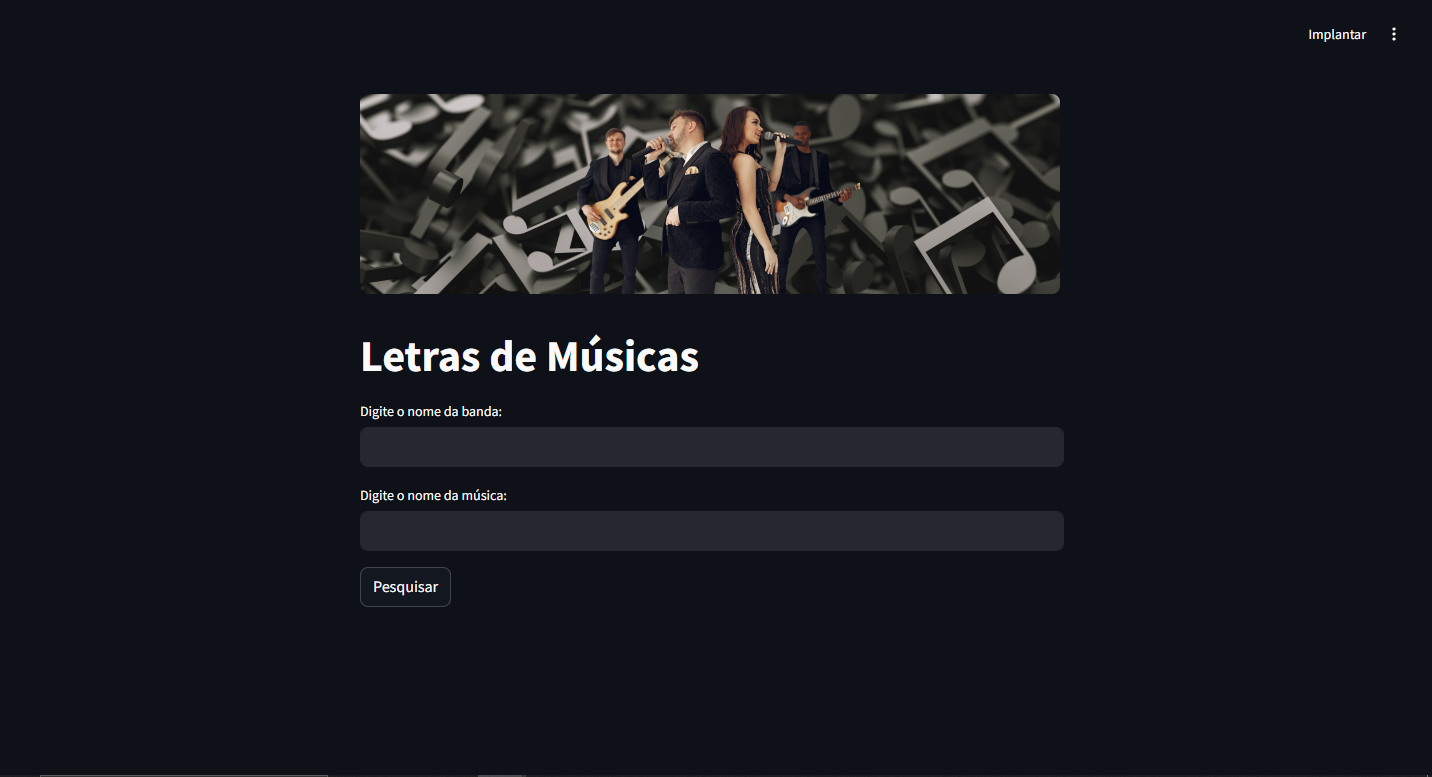 Implantar
Letras de Músicas
Digite o nome da banda:
Digite o nome da música:
Pesquisar